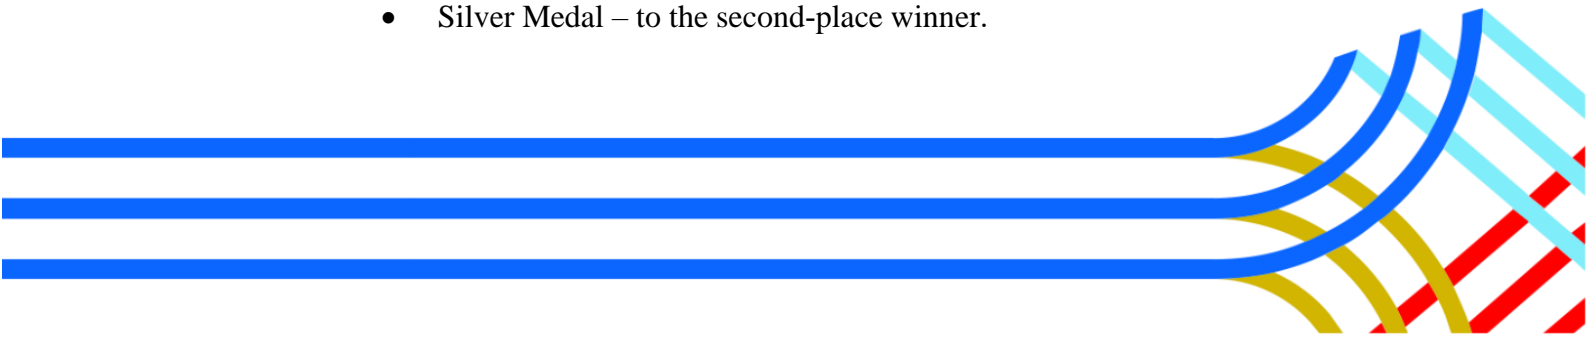 • Silver Medal – to the second-place winner.